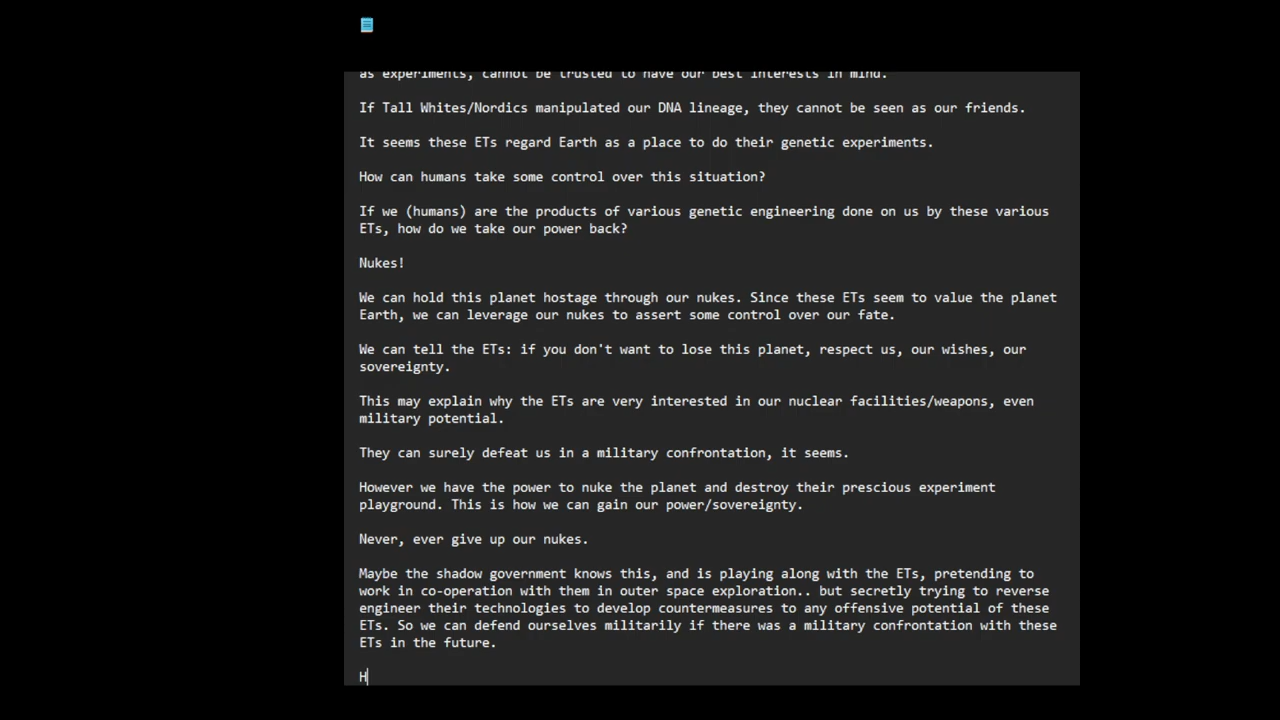 as experiments, cannot be trusted to have our best interests in mind.
If Tall Whites/Nordics manipulated our DNA lineage, they cannot be seen as our friends.
It seems these ETs regard Earth as a place to do their genetic experiments.
How can humans take some control over this situation?
If we (humans) are the products of various genetic engineering done on us by these various
ETs, how do we take our power back?
Nukes!
We can hold this planet hostage through our nukes. Since these ETs seem to value the planet
Earth, we can leverage our nukes to assert some control over our fate.
We can tell the ETs: if you don't want to lose this planet, respect us, our wishes, our
sovereignty.
This may explain why the ETs are very interested in our nuclear facilities/weapons, even
military potential.
They can surely defeat us in a military confrontation, it seems.
However we have the power to nuke the planet and destroy their prescious experiment
playground. This is how we can gain our power/sovereignty.
Never, ever give up our nukes.
Maybe the shadow government knows this, and is playing along with the ETs, pretending to
work in co-operation with them in outer space exploration.. but secretly trying to reverse
engineer their technologies to develop countermeasures to any offensive potential of these
ETs. So we can defend ourselves militarily if there was a military confrontation with these
ETs in the future.
H